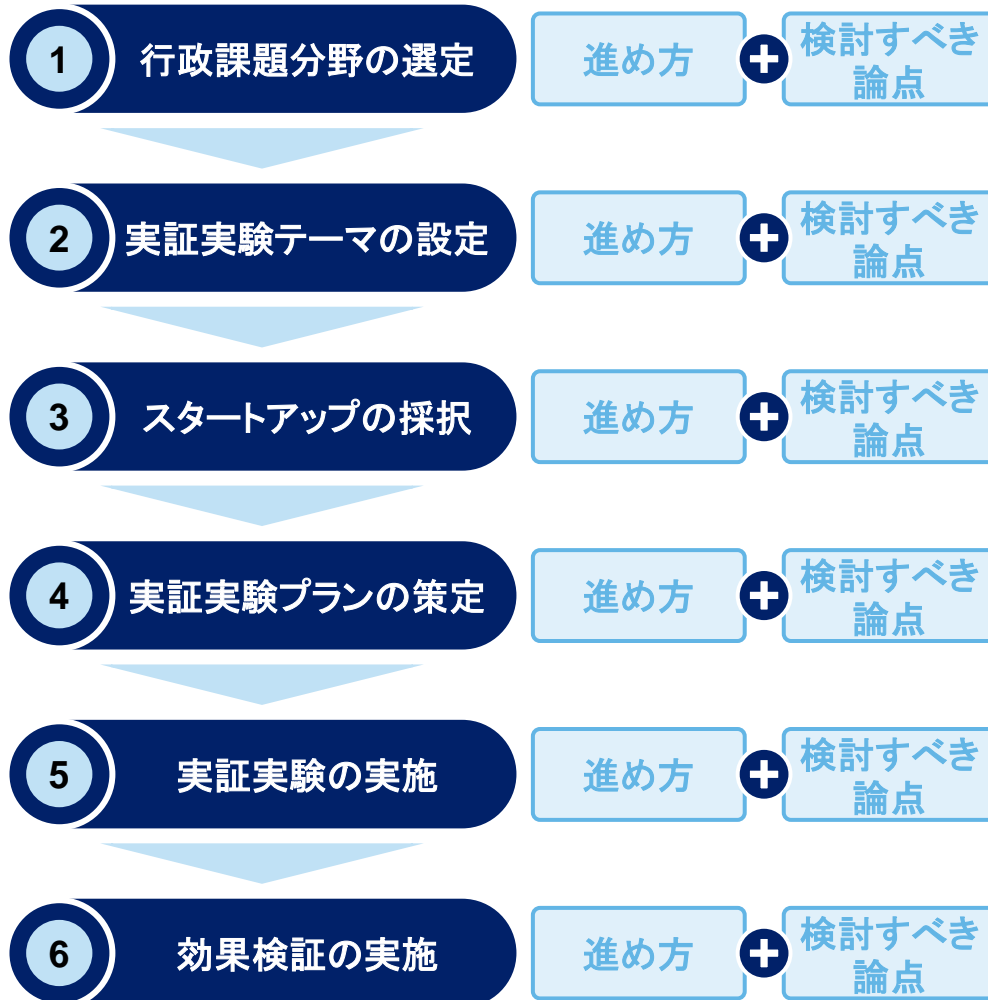 1 行政課題分野の選定 進め方 + 検討すべき
論点
2 実証実験テーマの設定 進め方 + 検討すべき
論点
3 スタートアップの採択 進め方 + 検討すべき
論点
4 実証実験プランの策定 進め方 + 検討すべき
論点
5 実証実験の実施 進め方 + 検討すべき
論点
6 効果検証の実施 進め方 + 検討すべき
論点